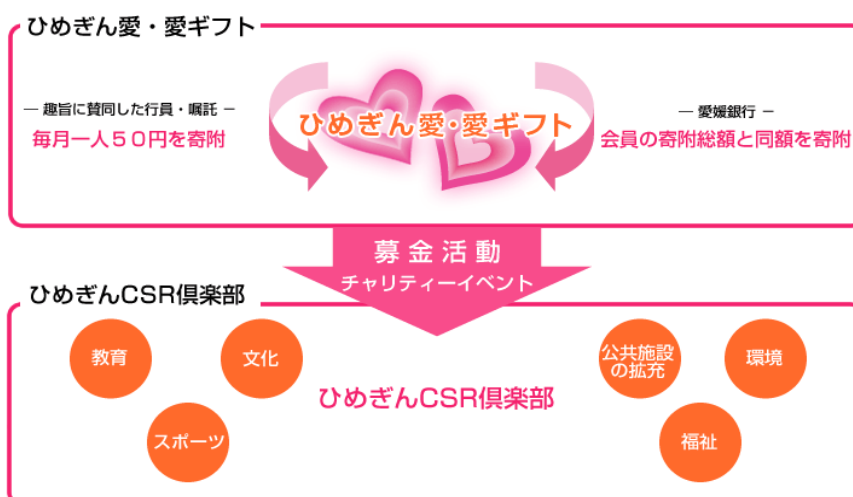 ひめぎん愛・愛ギフト
― 趣旨に賛同した行員・嘱託 －
毎月一人５０円を寄附
ひめぎん愛・愛ギフト
― 愛媛銀行 －
会員の寄附総額と同額を寄附
募 金 活 動
チャリティーイベント
ひめぎんCSR倶楽部
教育
文化
スポーツ
ひめぎんCSR倶楽部
公共施設
の拡充
環境
福祉